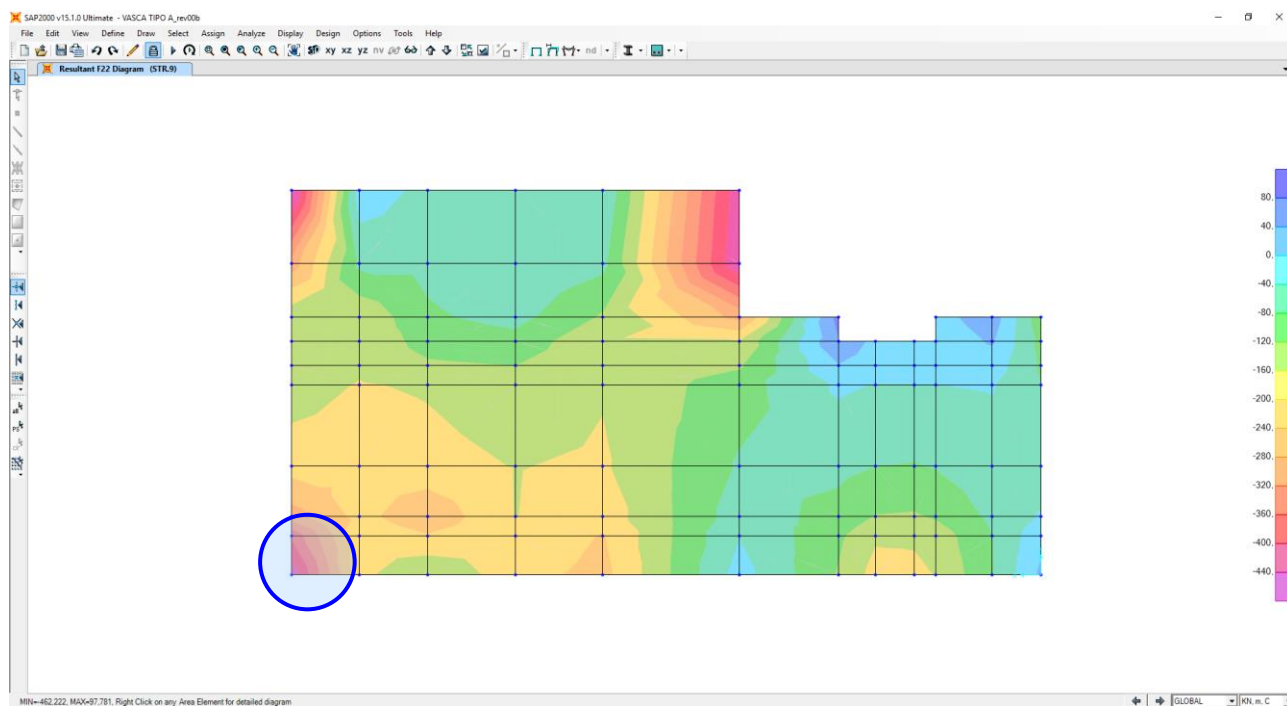 SAP2000 v15.1.0 Ultimate - VASCA TIPO A_rev00b
File Edit View Define Draw Select Assign Analyze Display Design Options Tools Help
xy xz yz nv nd
Resultant F22 Diagram (STR.9)
80.
40.
0.
-40.
-80.
-120.
-160.
-200.
-240.
-280.
-320.
-360.
-400.
-440.
MIN=-462.222, MAX=97.781, Right Click on any Area Element for detailed diagram
GLOBAL KN, m, C